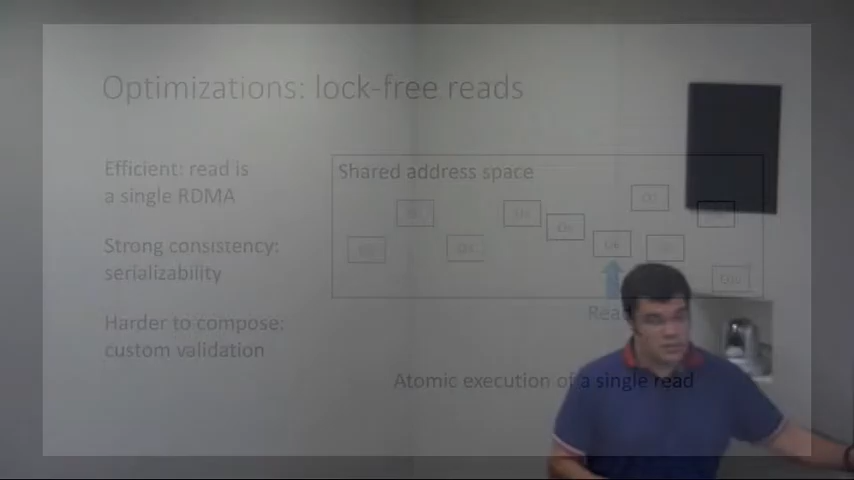 Optimizations: lock-free reads
Efficient: read is
a single RDMA
Strong consistency:
serializability
Harder to compose:
custom validation
Shared address space
Read
Atomic execution of a single read